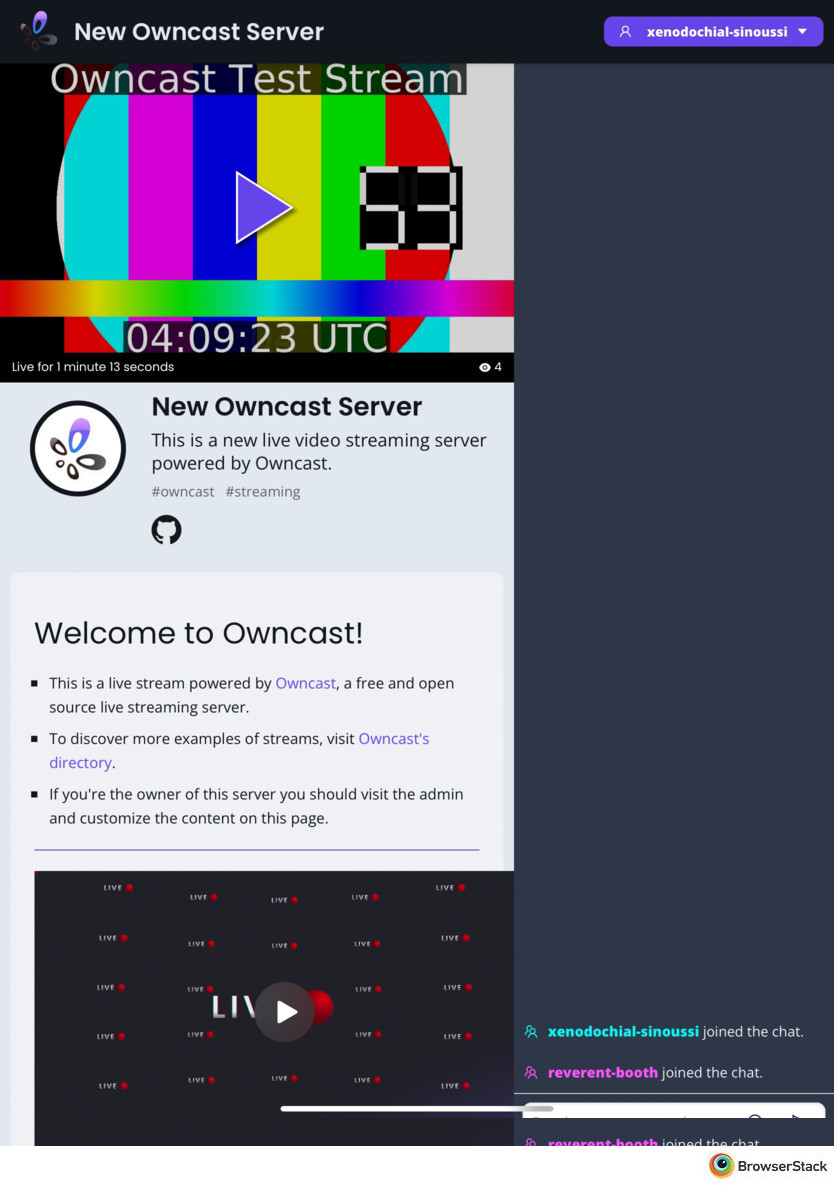 New Owncast Server
xenodochial-sinoussi
Owncast Test Stream
53
04:09:23 UTC
Live for 1 minute 13 seconds
4
New Owncast Server
This is a new live video streaming server
powered by Owncast.
#owncast #streaming
Welcome to Owncast!
This is a live stream powered by Owncast, a free and open
source live streaming server.
To discover more examples of streams, visit Owncast's
directory.
If you're the owner of this server you should visit the admin
and customize the content on this page.
LIVE LIVE LIVE LIVE LIVE
LIVE LIVE LIVE LIVE LIVE
LIVE LIVE LIVE LIVE
LIV
LIVE LIVE LIVE LIVE
LIVE LIVE LIVE LIVE LIVE
xenodochial-sinoussi joined the chat.
reverent-booth joined the chat.
reverent-booth joined the chat.
BrowserStack